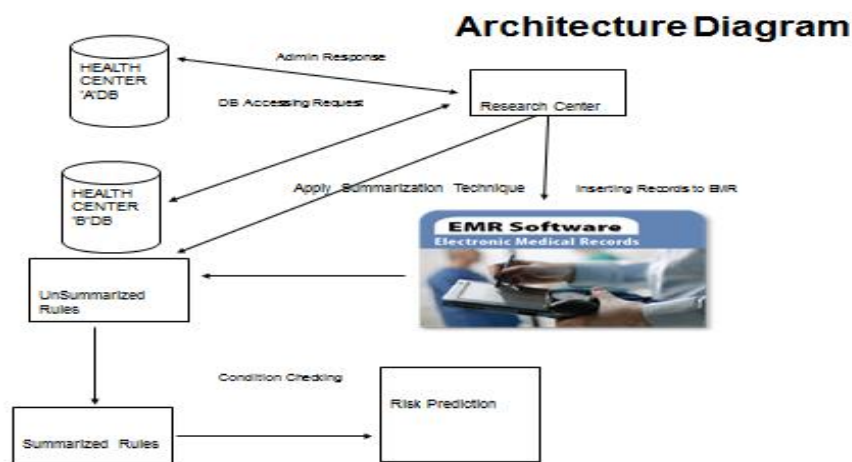 Architecture Diagram
HEALTH
CENTER
'A'DB
Admin Response
DB Accessing Request
Research Center
HEALTH
CENTER
'B'DB
Apply Summarization Technique
Inserting Records to EMR
EMR Software
Electronic Medical Records
UnSummarized
Rules
Condition Checking
Risk Prediction
Summarized Rules